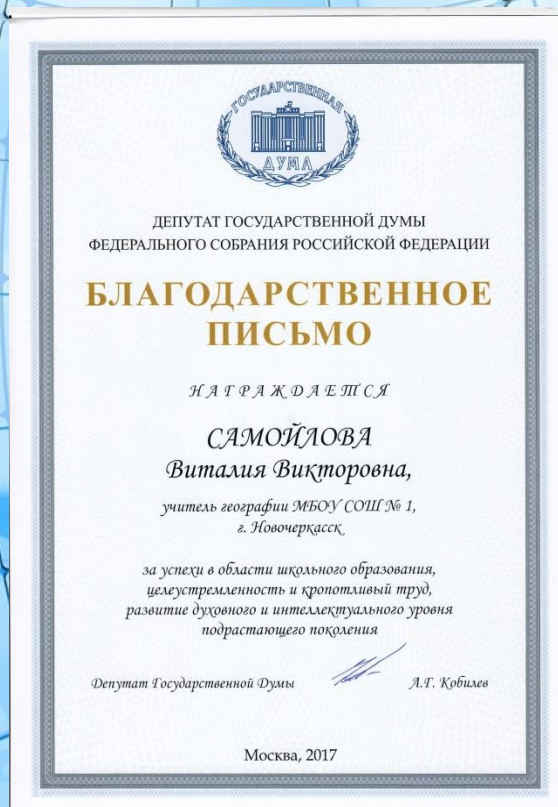 ГОСУДАРСТВЕННАЯ
ДУМА
ДЕПУТАТ ГОСУДАРСТВЕННОЙ ДУМЫ
ФЕДЕРАЛЬНОГО СОБРАНИЯ РОССИЙСКОЙ ФЕДЕРАЦИИ
БЛАГОДАРСТВЕННОЕ
ПИСЬМО
НАГРАЖДАЕТСЯ
САМОЙЛОВА
Виталия Викторовна,
учитель географии МБОУ СОШ № 1,
г. Новочеркасск
за успехи в области школьного образования,
целеустремленность и кропотливый труд,
развитие духовного и интеллектуального уровня
подрастающего поколения
Депутат Государственной Думы А.Г. Кобилев
Москва, 2017